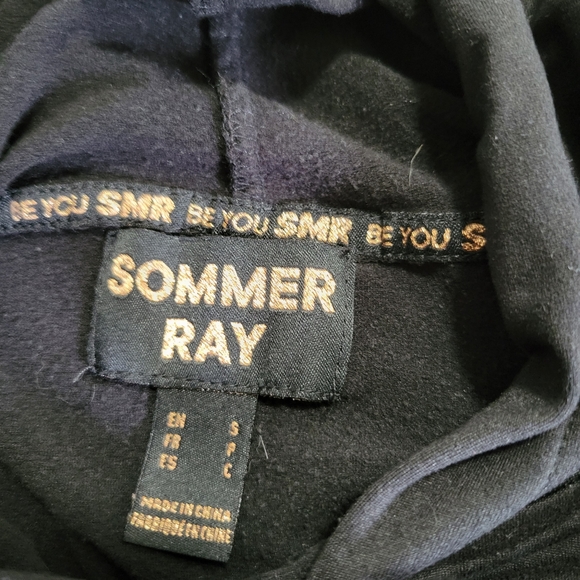 BE YOU SMR BE YOU SMR BE YOU S
SOMMER
RAY
EN S
FR P
ES C
MADE IN CHINA
FABRIQUÉ EN CHINE